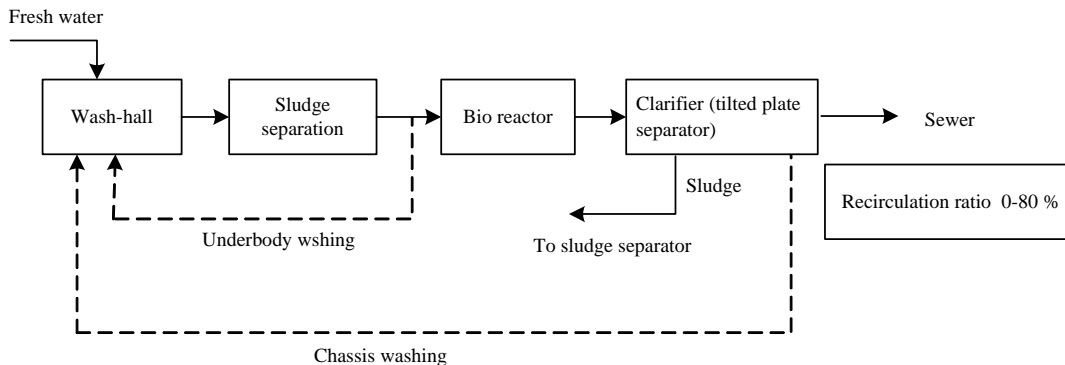 Fresh water
Wash-hall
Sludge
separation
Bio reactor
Clarifier (tilted plate
separator)
Sewer
Sludge
Recirculation ratio 0-80 %
Underbody wshing
To sludge separator
Chassis washing